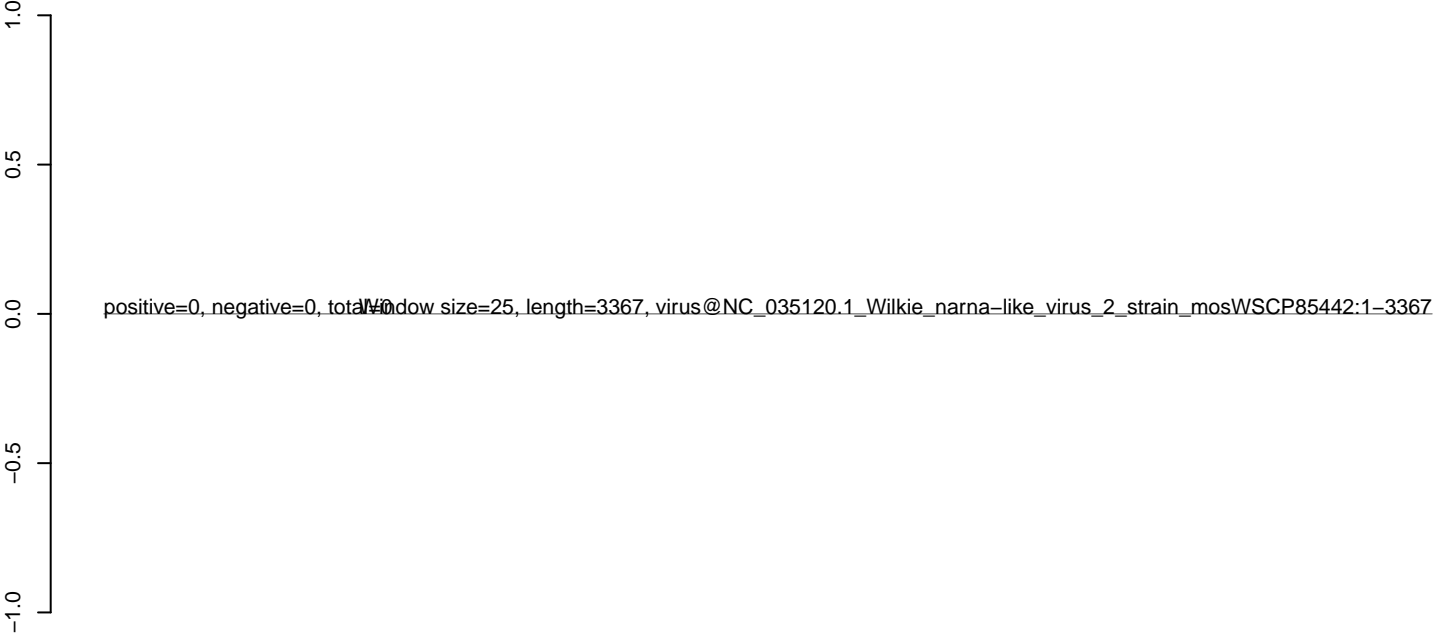 1.0
0.5
0.0
−0.5
−1.0
positive=0, negative=0, total=0
Window size=25, length=3367, virus@NC_035120.1_Wilkie_narna−like_virus_2_strain_mosWSCP85442:1−3367